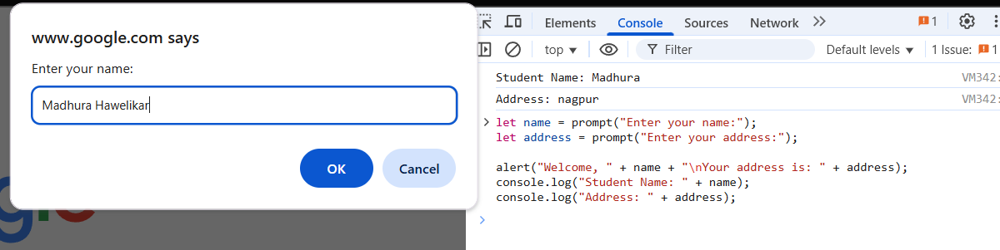 www.google.com says
Enter your name:
Madhura Hawelikar
OK
Cancel
Elements Console Sources Network 1
top Filter Default levels 1 Issue: 1
Student Name: Madhura VM342:
Address: nagpur VM342:
let name = prompt("Enter your name:");
let address = prompt("Enter your address:");
alert("Welcome, " + name + "\nYour address is: " + address);
console.log("Student Name: " + name);
console.log("Address: " + address);